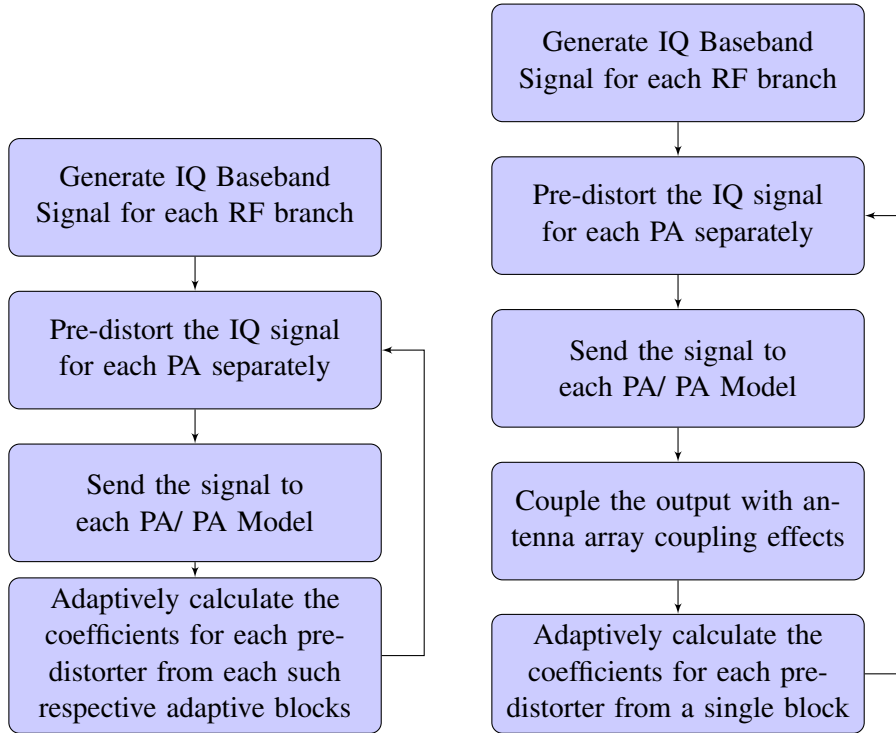 Generate IQ Baseband
Signal for each RF branch
Pre-distort the IQ signal
for each PA separately
Send the signal to
each PA/ PA Model
Adaptively calculate the
coefficients for each pre-
distorter from each such
respective adaptive blocks
Generate IQ Baseband
Signal for each RF branch
Pre-distort the IQ signal
for each PA separately
Send the signal to
each PA/ PA Model
Couple the output with an-
tenna array coupling effects
Adaptively calculate the
coefficients for each pre-
distorter from a single block